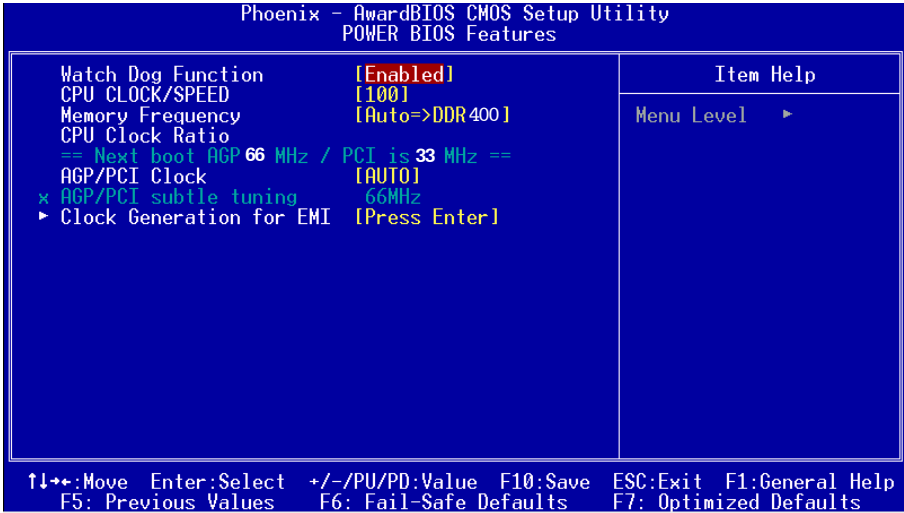 Phoenix - AwardBIOS CMOS Setup Utility
POWER BIOS Features
Watch Dog Function [Enabled]
CPU CLOCK/SPEED [100]
Memory Frequency [Auto=>DDR400]
CPU Clock Ratio
== Next boot AGP 66 MHz / PCI is 33 MHz ==
AGP/PCI Clock [AUTO]
x AGP/PCI subtle tuning 66MHz
► Clock Generation for EMI [Press Enter]
Item Help
Menu Level ►
↑↓→←:Move Enter:Select +/-/PU/PD:Value F10:Save ESC:Exit F1:General Help
F5: Previous Values F6: Fail-Safe Defaults F7: Optimized Defaults